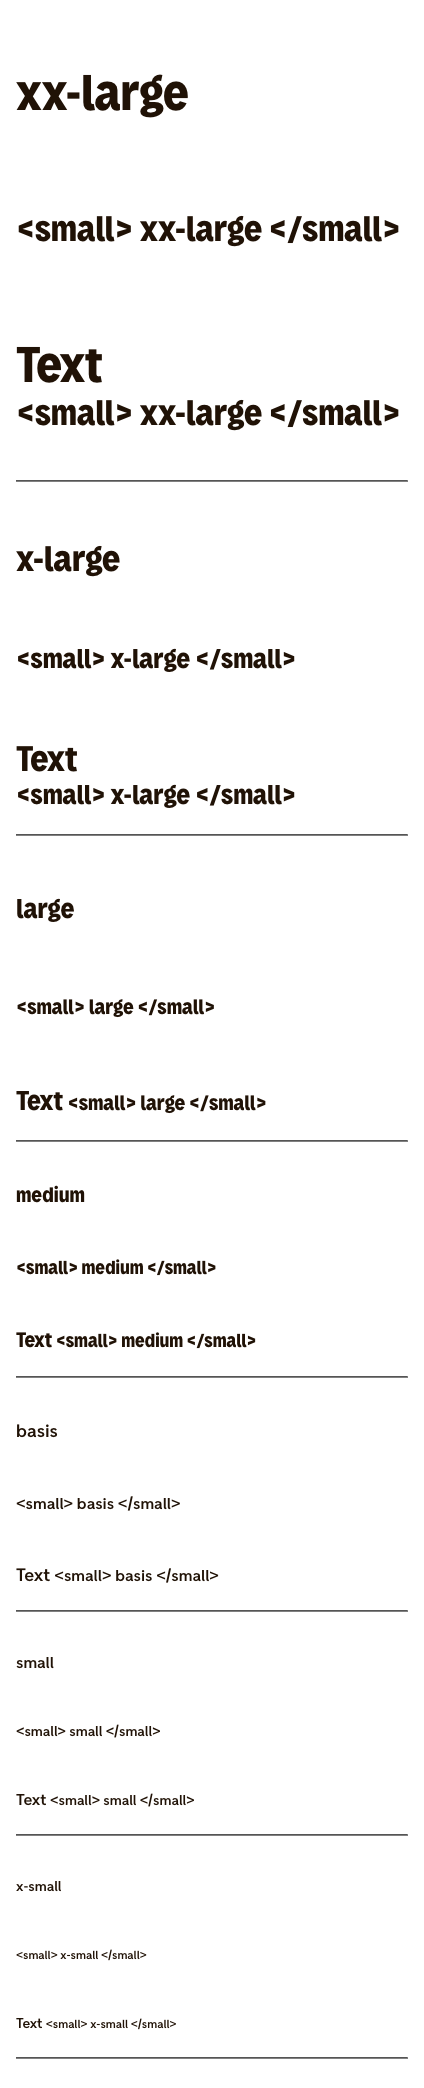 xx-large
<small> xx-large </small>
Text
<small> xx-large </small>
x-large
<small> x-large </small>
Text
<small> x-large </small>
large
<small> large </small>
Text <small> large </small>
medium
<small> medium </small>
Text <small> medium </small>
basis
<small> basis </small>
Text <small> basis </small>
small
<small> small </small>
Text <small> small </small>
x-small
<small> x-small </small>
Text <small> x-small </small>